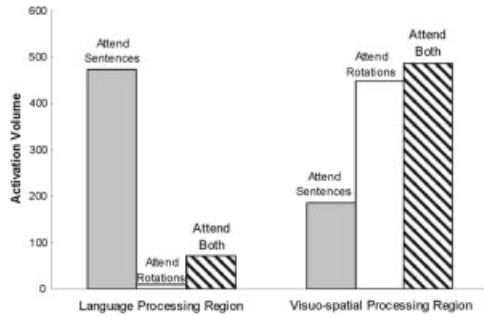 600
500
400
300
200
100
0
Activation Volume
Attend
Sentences
Attend
Rotations
Attend
Both
Attend
Sentences
Attend
Rotations
Attend
Both
Language Processing Region
Visuo-spatial Processing Region